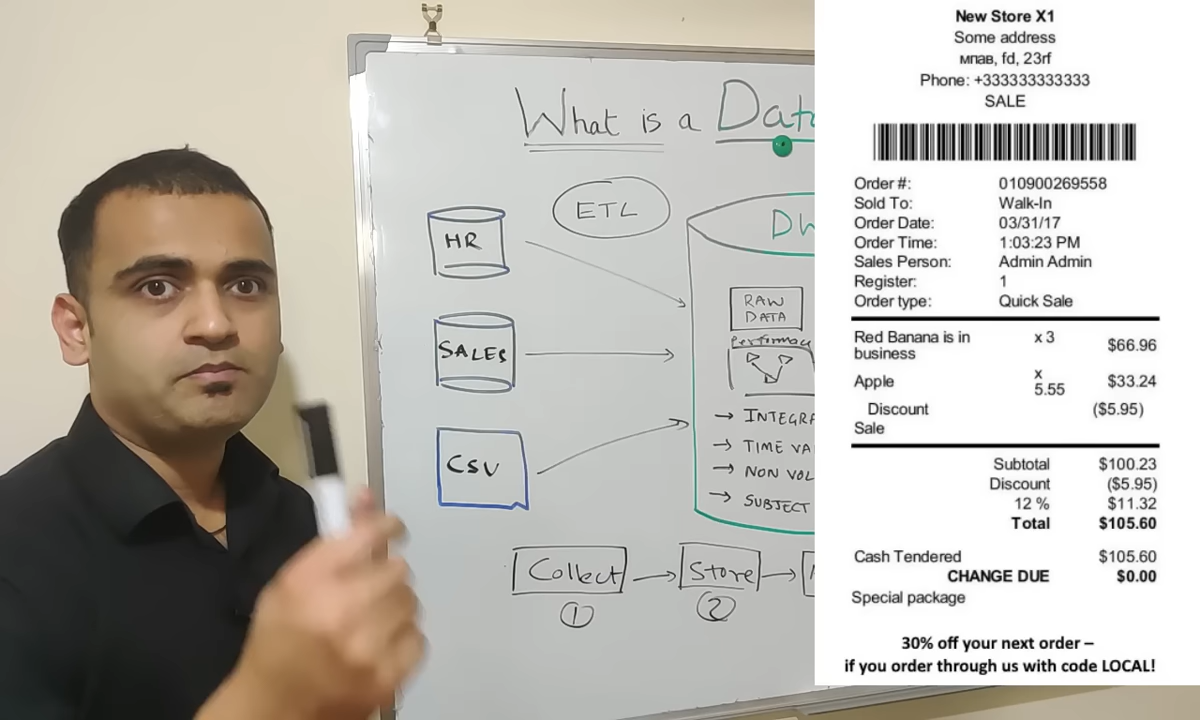 What is a Data
ETL
HR
SALES
CSV
RAW
DATA
Performance
→ INTEGRA
→ TIME VA
→ NON VOL
→ SUBJECT
Collect → Store →
① ②
New Store X1
Some address
мпав, fd, 23rf
Phone: +333333333333
SALE
Order #: 010900269558
Sold To: Walk-In
Order Date: 03/31/17
Order Time: 1:03:23 PM
Sales Person: Admin Admin
Register: 1
Order type: Quick Sale
Red Banana is in x 3 $66.96
business
Apple x 5.55 $33.24
Discount ($5.95)
Sale
Subtotal $100.23
Discount ($5.95)
12 % $11.32
Total $105.60
Cash Tendered $105.60
CHANGE DUE $0.00
Special package
30% off your next order –
if you order through us with code LOCAL!